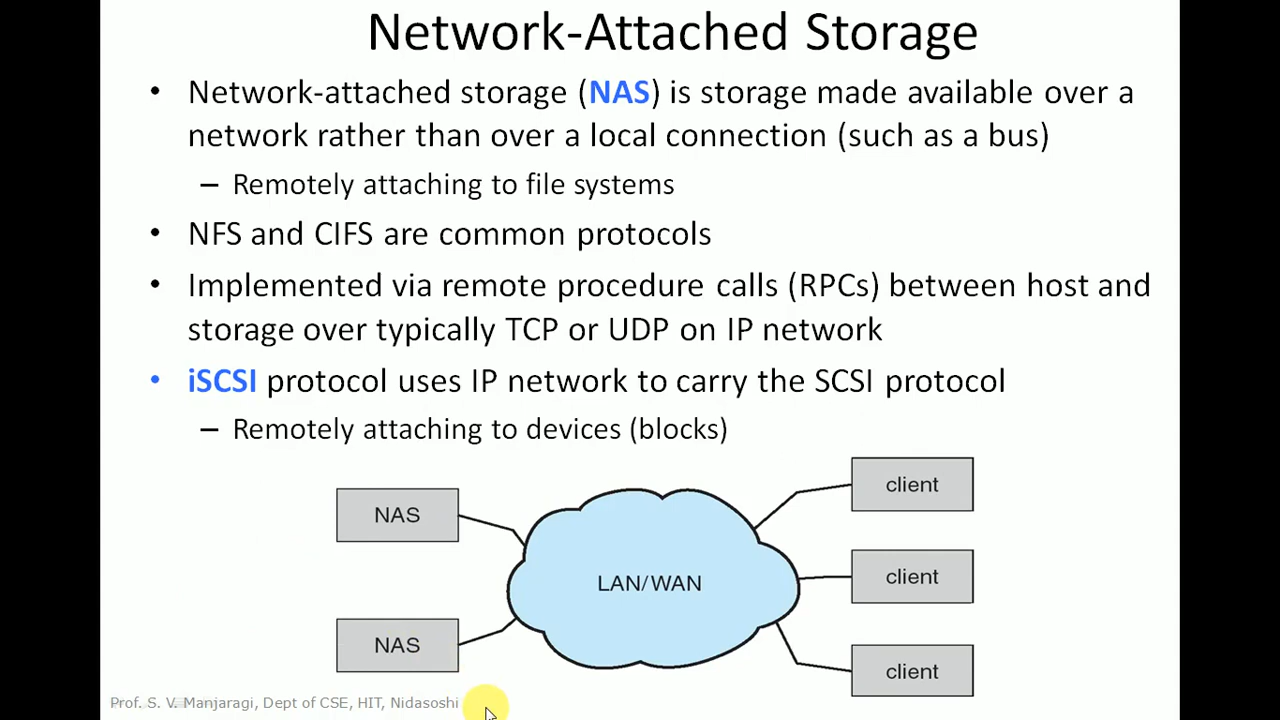 Network-Attached Storage
• Network-attached storage (NAS) is storage made available over a
network rather than over a local connection (such as a bus)
– Remotely attaching to file systems
• NFS and CIFS are common protocols
• Implemented via remote procedure calls (RPCs) between host and
storage over typically TCP or UDP on IP network
• iSCSI protocol uses IP network to carry the SCSI protocol
– Remotely attaching to devices (blocks)
NAS
NAS
LAN/WAN
client
client
client
Prof. S. V. Manjaragi, Dept of CSE, HIT, Nidasoshi